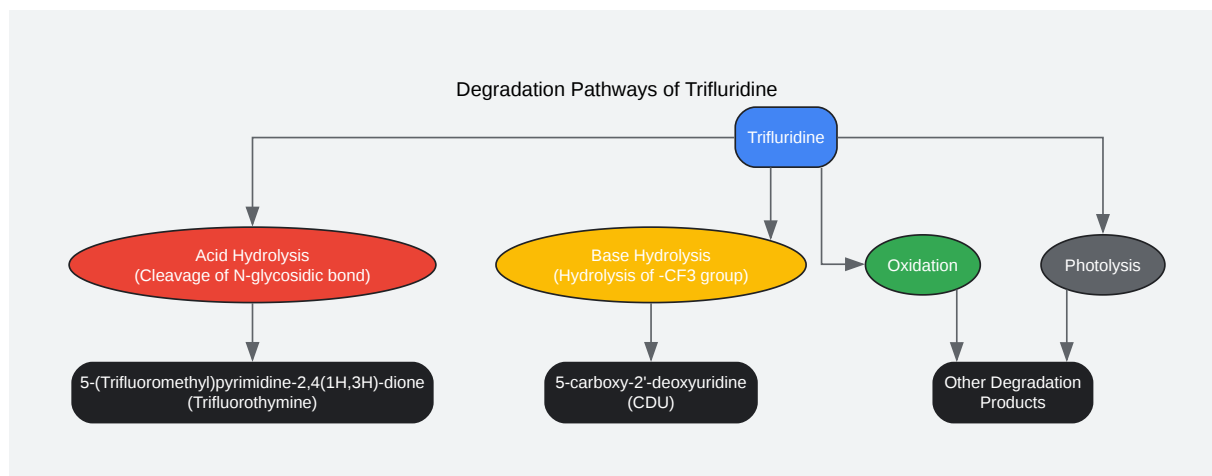 Degradation Pathways of Trifluridine
Trifluridine
Acid Hydrolysis
(Cleavage of N-glycosidic bond)
Base Hydrolysis
(Hydrolysis of -CF3 group)
Oxidation
Photolysis
5-(Trifluoromethyl)pyrimidine-2,4(1H,3H)-dione
(Trifluorothymine)
5-carboxy-2'-deoxyuridine
(CDU)
Other Degradation
Products